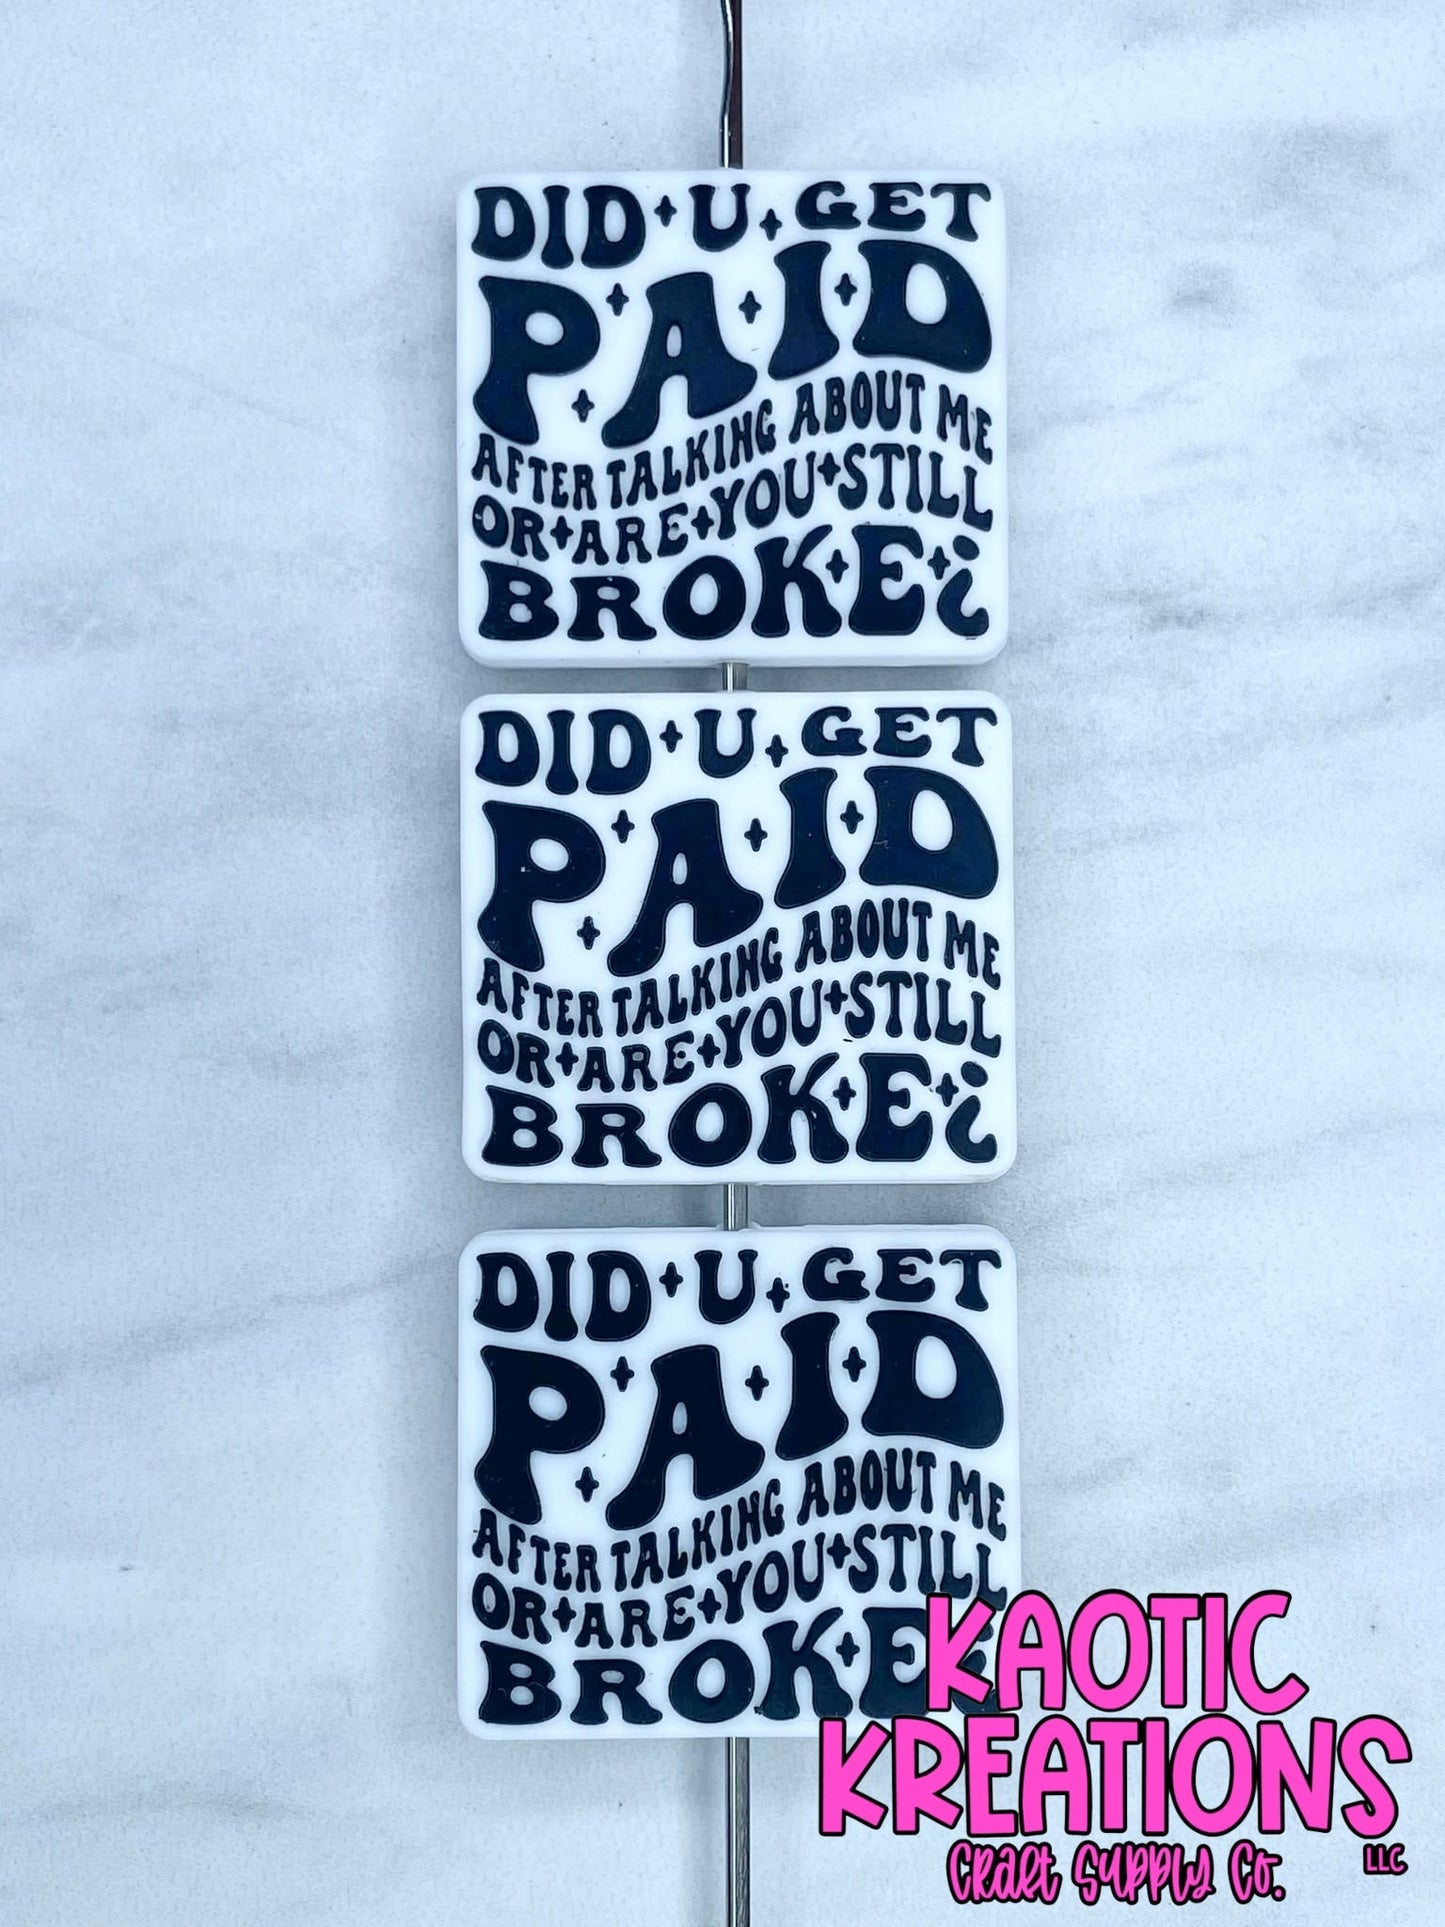 DID U GET
PAID
AFTER TALKING ABOUT ME
OR ARE YOU STILL
BROKE¿
DID U GET
PAID
AFTER TALKING ABOUT ME
OR ARE YOU STILL
BROKE¿
DID U GET
PAID
AFTER TALKING ABOUT ME
OR ARE YOU STILL
BROKE¿
KAOTIC
KREATIONS
Craft Supply Co. LLC